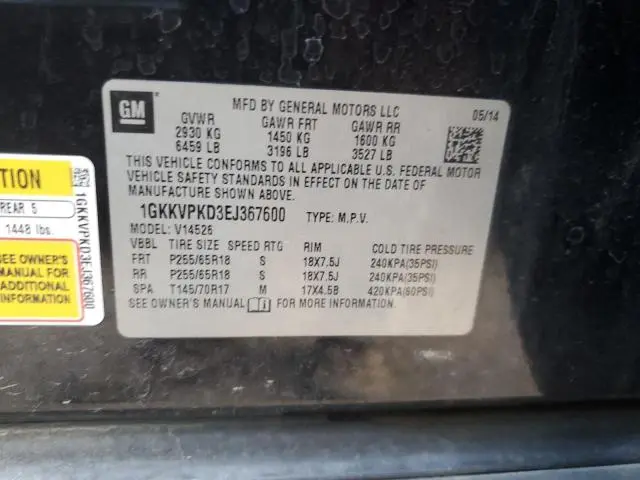 GM
MFD BY GENERAL MOTORS LLC
05/14
GVWR GAWR FRT GAWR RR
2930 KG 1450 KG 1600 KG
6459 LB 3196 LB 3527 LB
THIS VEHICLE CONFORMS TO ALL APPLICABLE U.S. FEDERAL MOTOR
VEHICLE SAFETY STANDARDS IN EFFECT ON THE DATE OF
MANUFACTURE SHOWN ABOVE.
1GKKVPKD3EJ367600 TYPE: M.P.V.
MODEL: V14526
VBBL TIRE SIZE SPEED RTG RIM COLD TIRE PRESSURE
FRT P255/65R18 S 18X7.5J 240KPA(35PSI)
RR P255/65R18 S 18X7.5J 240KPA(35PSI)
SPA T145/70R17 M 17X4.5B 420KPA(60PSI)
SEE OWNER'S MANUAL FOR MORE INFORMATION.
TION
REAR 5
1448 lbs.
SEE OWNER'S
MANUAL FOR
ADDITIONAL
INFORMATION
1GKKVPKD3EJ367600